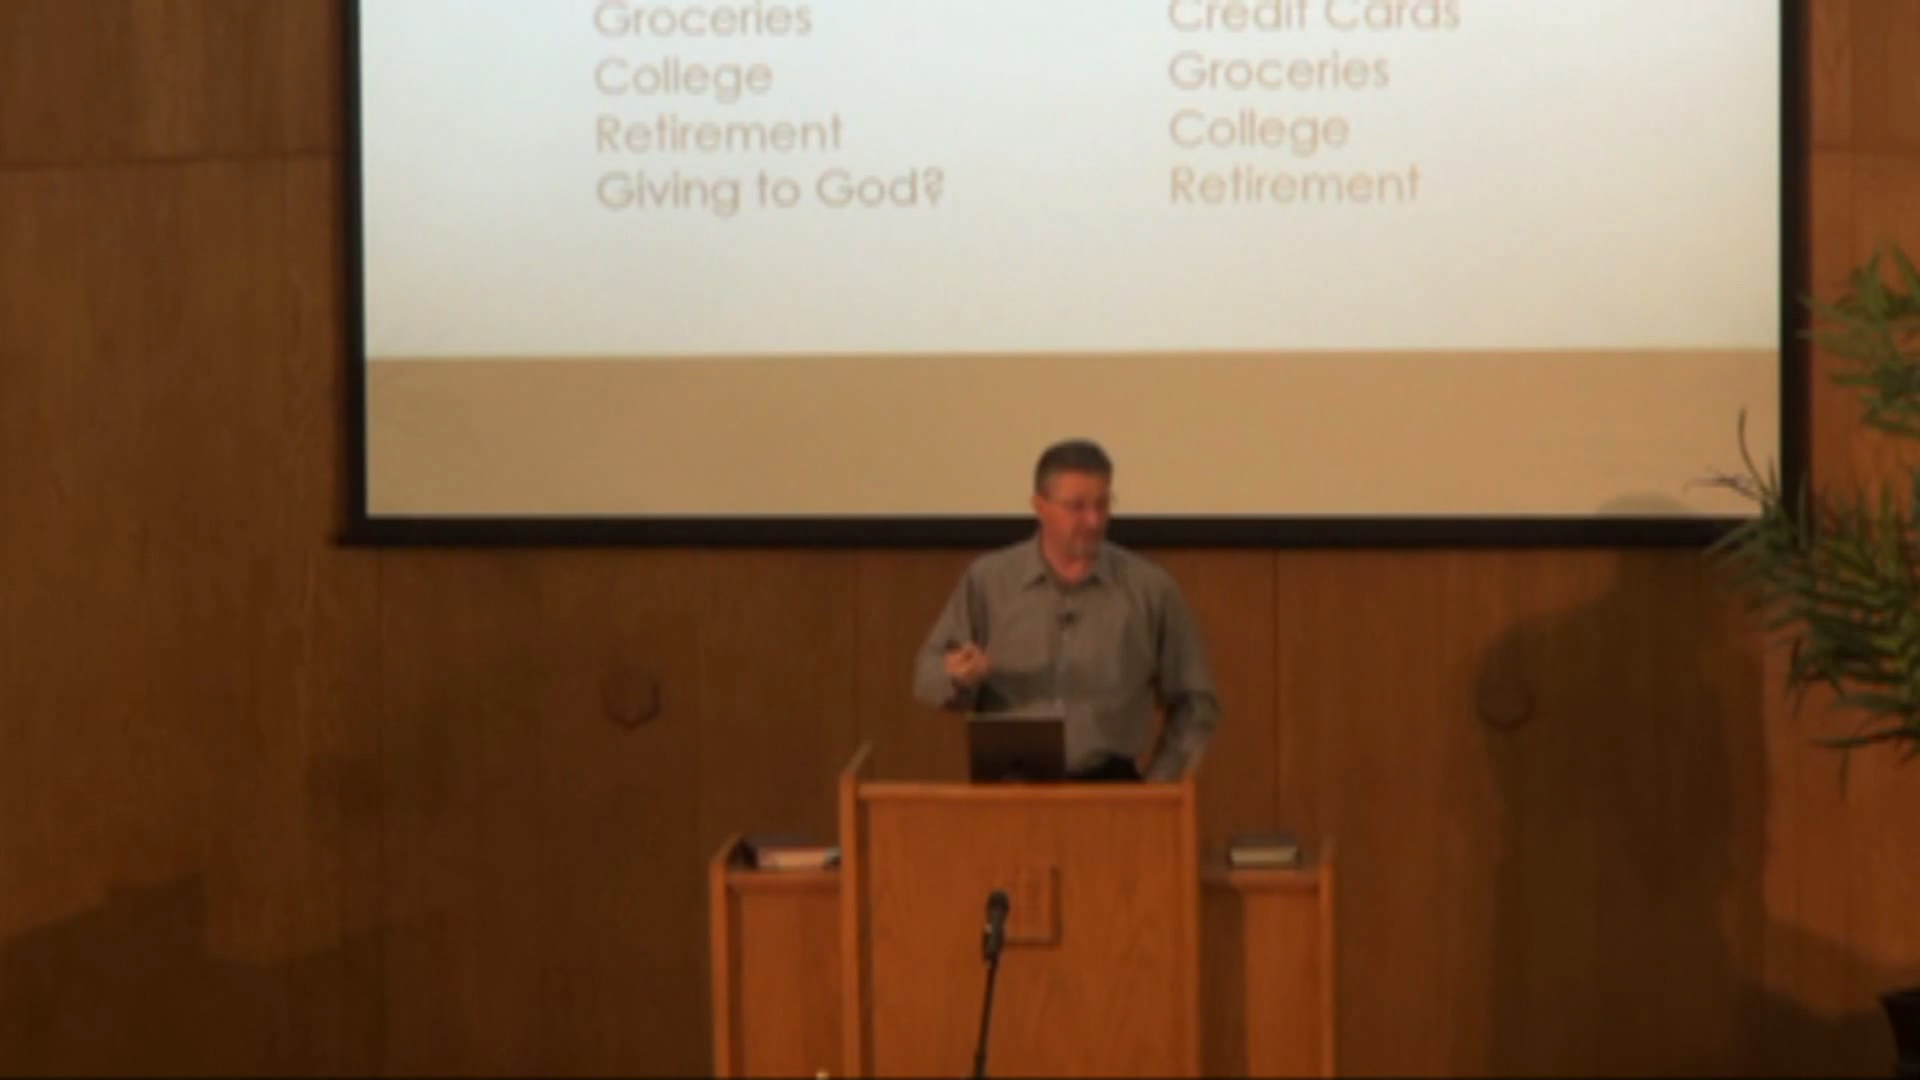 Groceries
College
Retirement
Giving to God?
Credit Cards
Groceries
College
Retirement